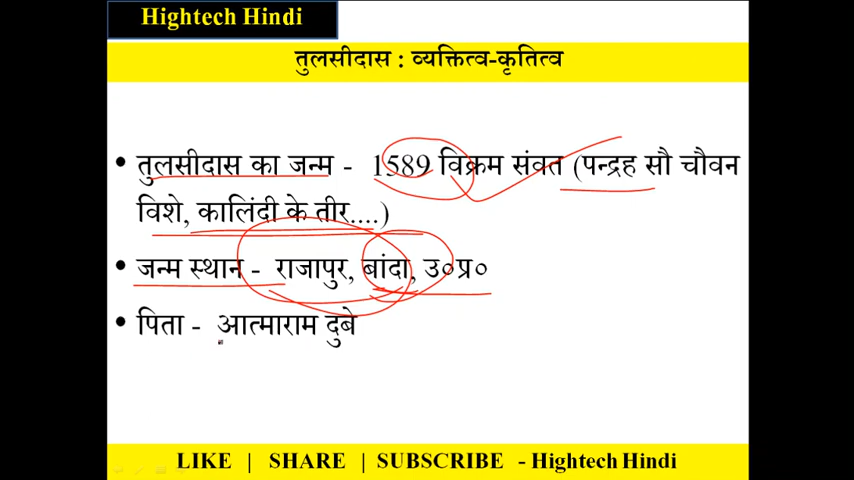 Hightech Hindi
तुलसीदास : व्यक्तित्व-कृतित्व
• तुलसीदास का जन्म - 1589 विक्रम संवत (पन्द्रह सौ चौवन
विशे, कालिंदी के तीर....)
• जन्म स्थान - राजापुर, बांदा, उ०प्र०
• पिता - आत्माराम दुबे
LIKE | SHARE | SUBSCRIBE - Hightech Hindi